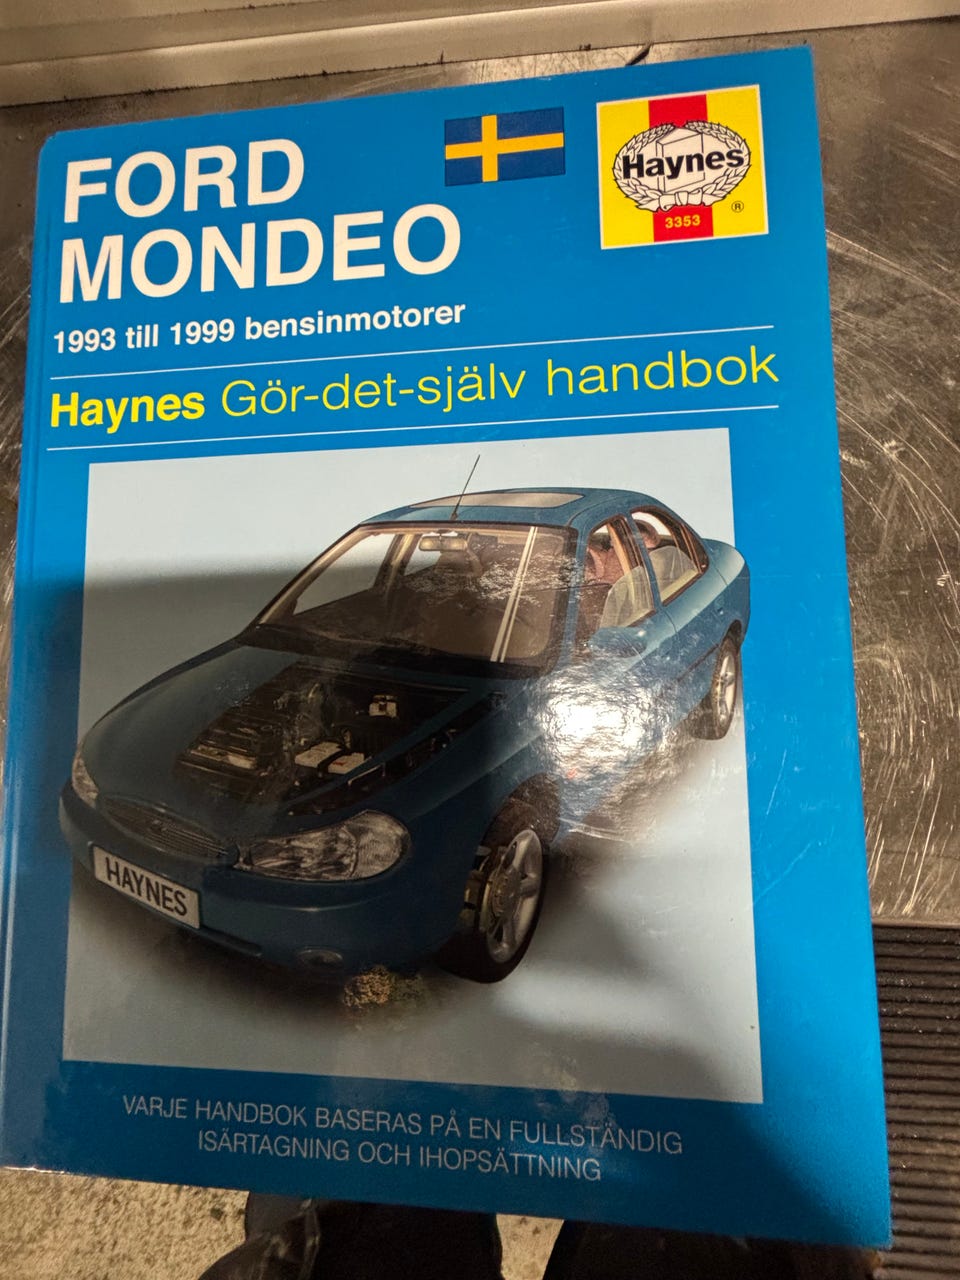 FORD
MONDEO
Haynes
®
3353
1993 till 1999 bensinmotorer
Haynes Gör-det-själv handbok
HAYNES
VARJE HANDBOK BASERAS PÅ EN FULLSTÄNDIG
ISÄRTAGNING OCH IHOPSÄTTNING